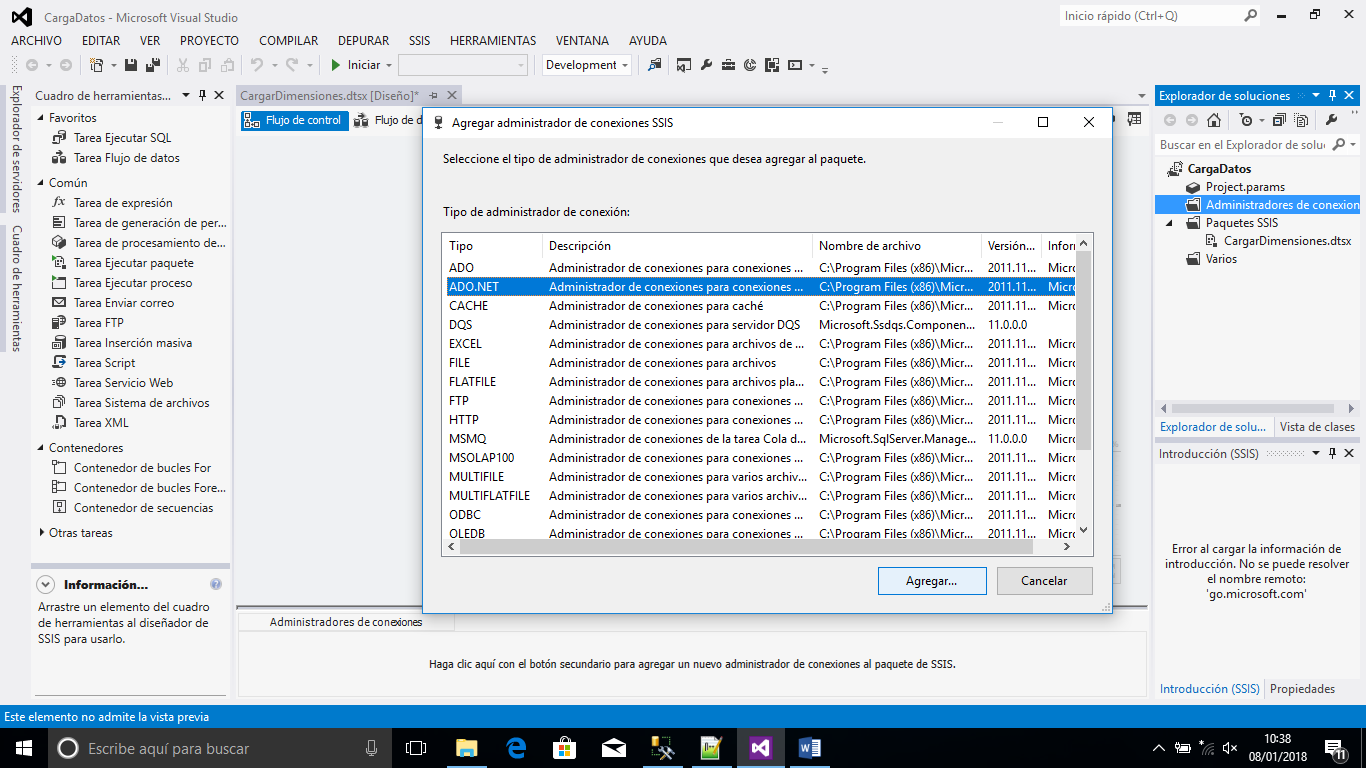 CargaDatos - Microsoft Visual Studio
Inicio rápido (Ctrl+Q)
ARCHIVO EDITAR VER PROYECTO COMPILAR DEPURAR SSIS HERRAMIENTAS VENTANA AYUDA
Iniciar
Development
Explorador de servidores
Cuadro de herramientas
Cuadro de herramientas...
Favoritos
Tarea Ejecutar SQL
Tarea Flujo de datos
Común
Tarea de expresión
Tarea de generación de per...
Tarea de procesamiento de...
Tarea Ejecutar paquete
Tarea Ejecutar proceso
Tarea Enviar correo
Tarea FTP
Tarea Inserción masiva
Tarea Script
Tarea Servicio Web
Tarea Sistema de archivos
Tarea XML
Contenedores
Contenedor de bucles For
Contenedor de bucles Fore...
Contenedor de secuencias
Otras tareas
Información...
Arrastre un elemento del cuadro
de herramientas al diseñador de
SSIS para usarlo.
CargarDimensiones.dtsx [Diseño]*
Flujo de control
Flujo de d
Agregar administrador de conexiones SSIS
Seleccione el tipo de administrador de conexiones que desea agregar al paquete.
Tipo de administrador de conexión:
Tipo Descripción Nombre de archivo Versión... Inforı
ADO Administrador de conexiones para conexiones ... C:\Program Files (x86)\Micr... 2011.11... Micro
ADO.NET Administrador de conexiones para conexiones ... C:\Program Files (x86)\Micr... 2011.11... Micro
CACHE Administrador de conexiones para caché C:\Program Files (x86)\Micr... 2011.11... Micro
DQS Administrador de conexiones para servidor DQS Microsoft.Ssdqs.Componen... 11.0.0.0
EXCEL Administrador de conexiones para archivos de ... C:\Program Files (x86)\Micr... 2011.11... Micro
FILE Administrador de conexiones para archivos C:\Program Files (x86)\Micr... 2011.11... Micro
FLATFILE Administrador de conexiones para archivos pla... C:\Program Files (x86)\Micr... 2011.11... Micro
FTP Administrador de conexiones para conexiones ... C:\Program Files (x86)\Micr... 2011.11... Micro
HTTP Administrador de conexiones para conexiones ... C:\Program Files (x86)\Micr... 2011.11... Micro
MSMQ Administrador de conexiones de la tarea Cola d... Microsoft.SqlServer.Manage... 11.0.0.0 Micro
MSOLAP100 Administrador de conexiones para conexiones ... C:\Program Files (x86)\Micr... 2011.11... Micro
MULTIFILE Administrador de conexiones para varios archiv... C:\Program Files (x86)\Micr... 2011.11... Micro
MULTIFLATFILE Administrador de conexiones para varios archiv... C:\Program Files (x86)\Micr... 2011.11... Micro
ODBC Administrador de conexiones para conexiones ... C:\Program Files (x86)\Micr... 2011.11... Micro
OLEDB Administrador de conexiones para conexiones ... C:\Program Files (x86)\Micr... 2011.11... Micro
Agregar... Cancelar
Administradores de conexiones
Haga clic aquí con el botón secundario para agregar un nuevo administrador de conexiones al paquete de SSIS.
Explorador de soluciones
Buscar en el Explorador de soluc
CargaDatos
Project.params
Administradores de conexion
Paquetes SSIS
CargarDimensiones.dtsx
Varios
Explorador de solu... Vista de clases
Introducción (SSIS)
Error al cargar la información de
introducción. No se puede resolver
el nombre remoto:
'go.microsoft.com'
Introducción (SSIS) Propiedades
Este elemento no admite la vista previa
Escribe aquí para buscar
10:38
08/01/2018
11